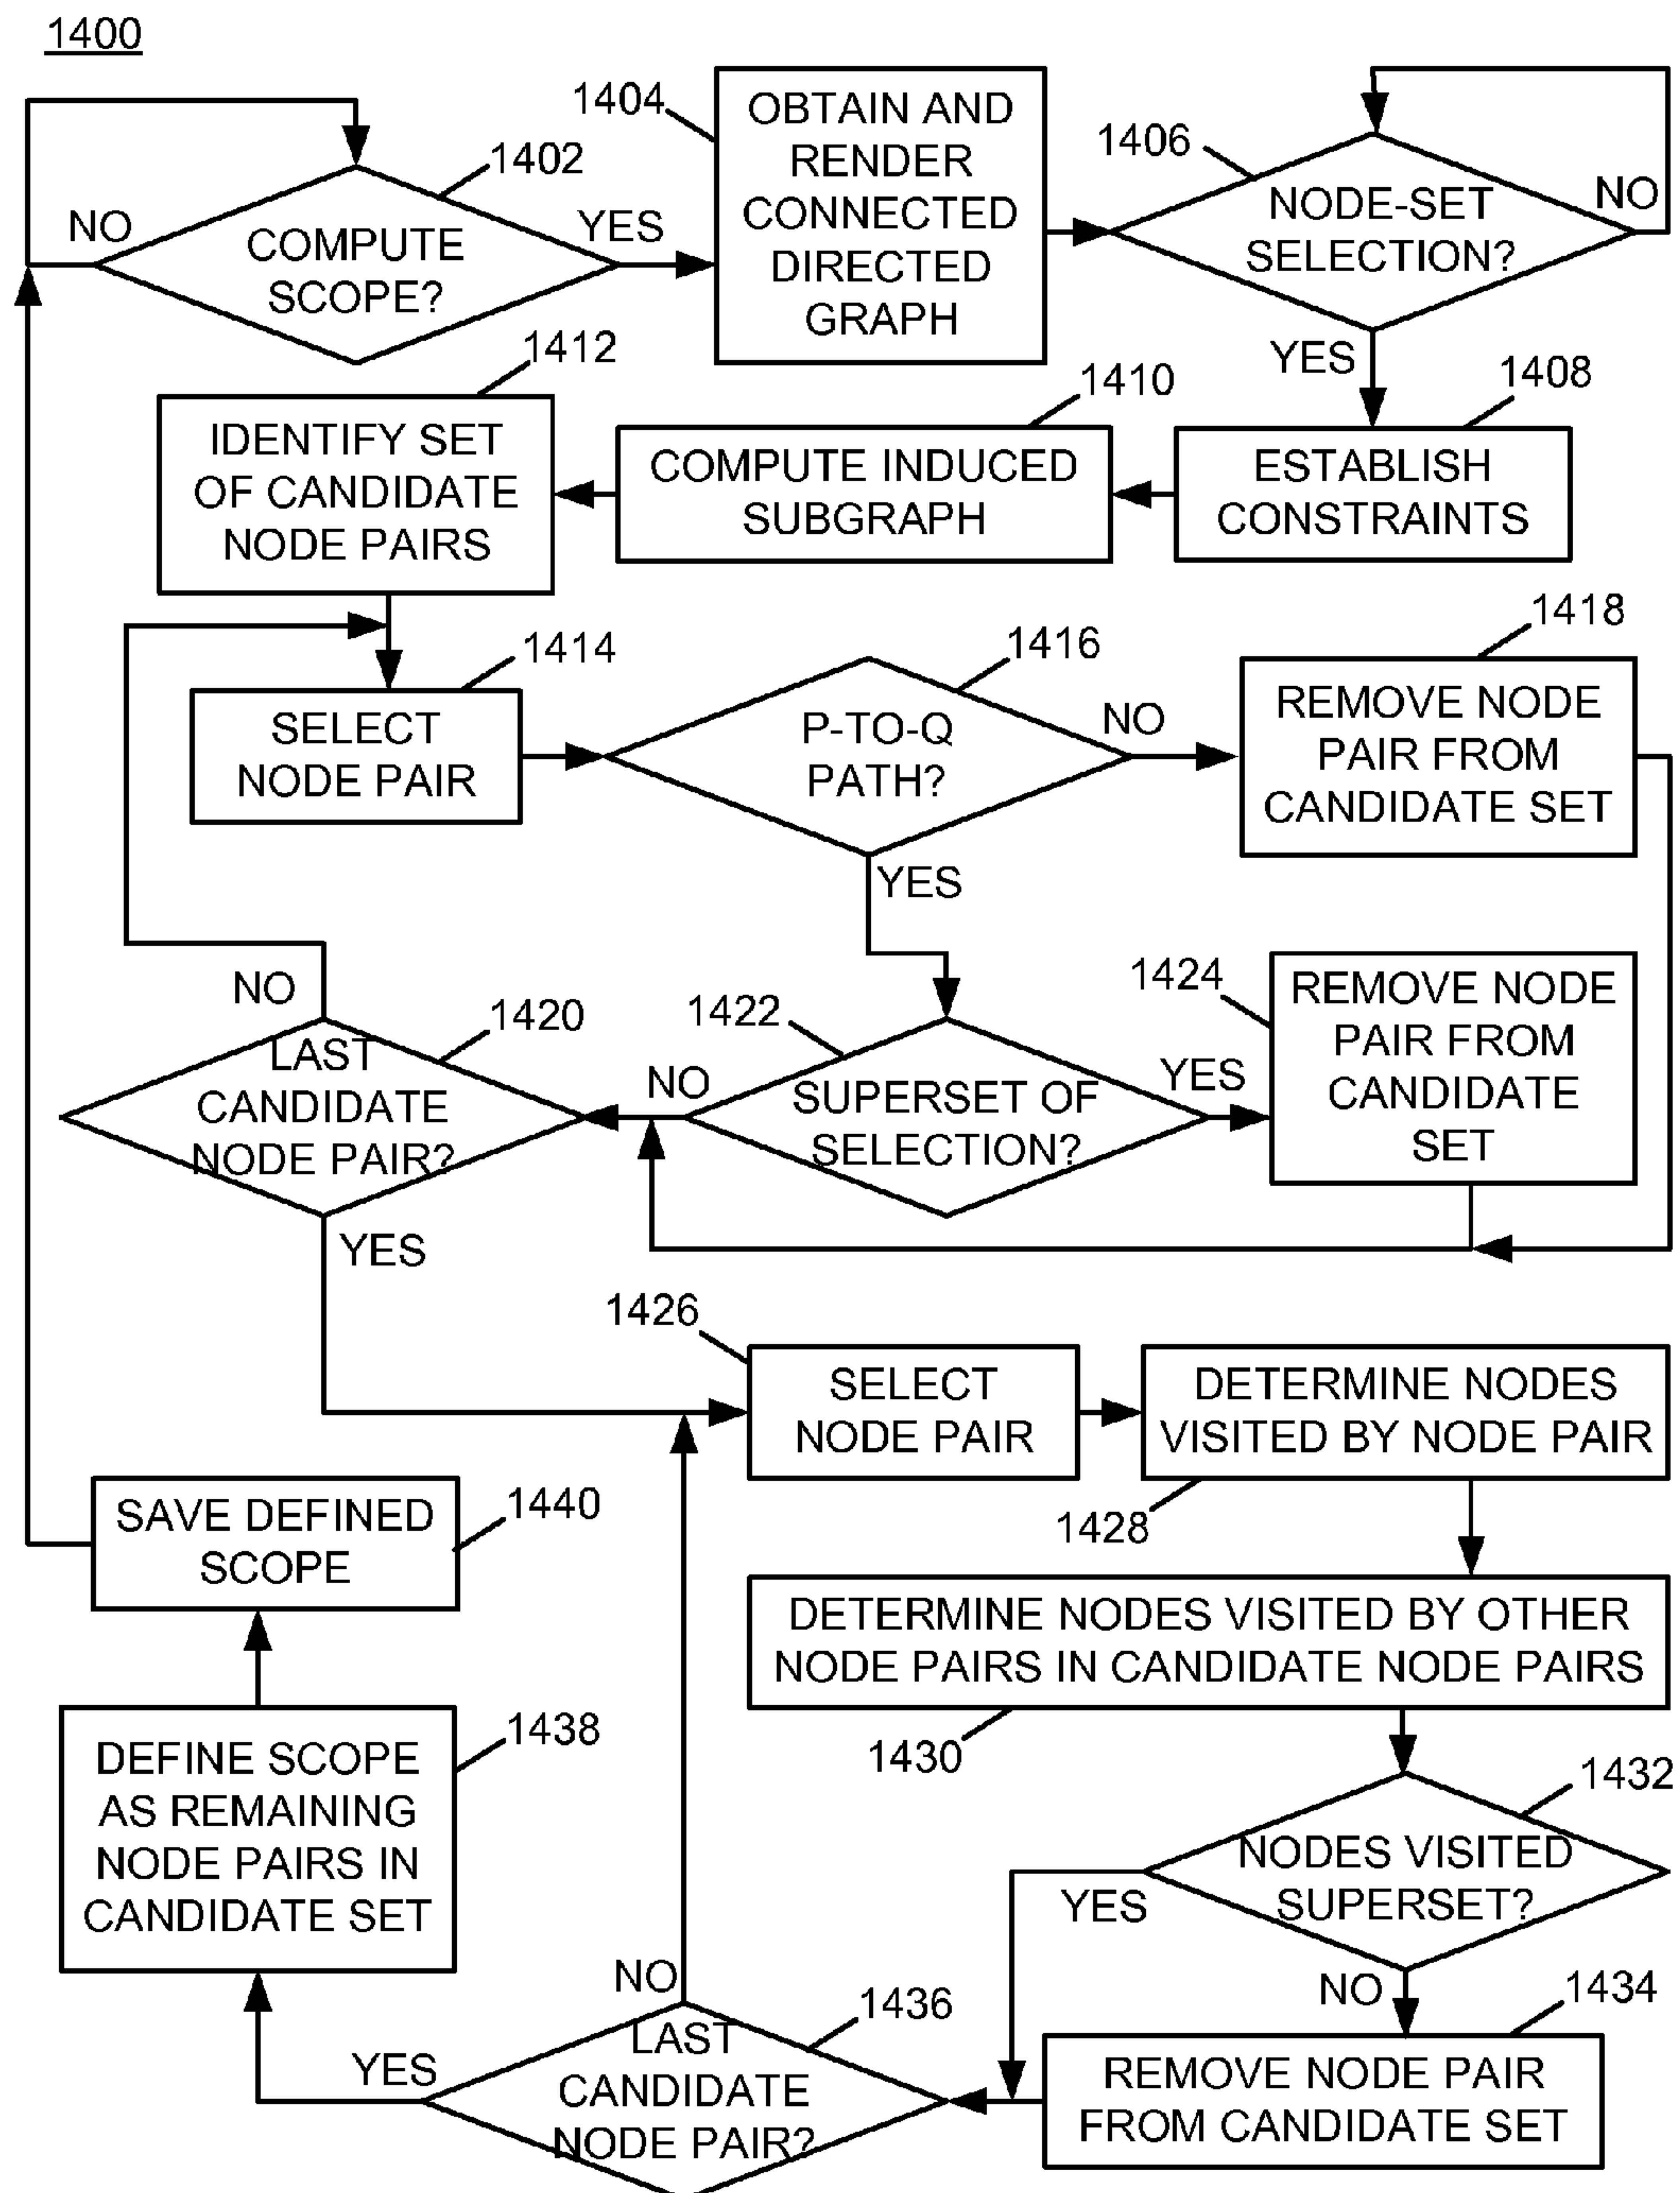 1400
1402
NO
COMPUTE
SCOPE?
YES
1404
OBTAIN AND
RENDER
CONNECTED
DIRECTED
GRAPH
1406
NODE-SET
SELECTION?
NO
YES
1408
ESTABLISH
CONSTRAINTS
1410
COMPUTE INDUCED
SUBGRAPH
1412
IDENTIFY SET
OF CANDIDATE
NODE PAIRS
1414
SELECT
NODE PAIR
1416
P-TO-Q
PATH?
NO
YES
1418
REMOVE NODE
PAIR FROM
CANDIDATE SET
NO
1420
LAST
CANDIDATE
NODE PAIR?
YES
1422
NO
SUPERSET OF
SELECTION?
YES
1424
REMOVE NODE
PAIR FROM
CANDIDATE
SET
1426
SELECT
NODE PAIR
DETERMINE NODES
VISITED BY NODE PAIR
1428
DETERMINE NODES VISITED BY OTHER
NODE PAIRS IN CANDIDATE NODE PAIRS
1430
1432
NODES VISITED
SUPERSET?
YES
NO
1434
REMOVE NODE PAIR
FROM CANDIDATE SET
NO
1436
LAST
CANDIDATE
NODE PAIR?
YES
1438
DEFINE SCOPE
AS REMAINING
NODE PAIRS IN
CANDIDATE SET
SAVE DEFINED
SCOPE
1440